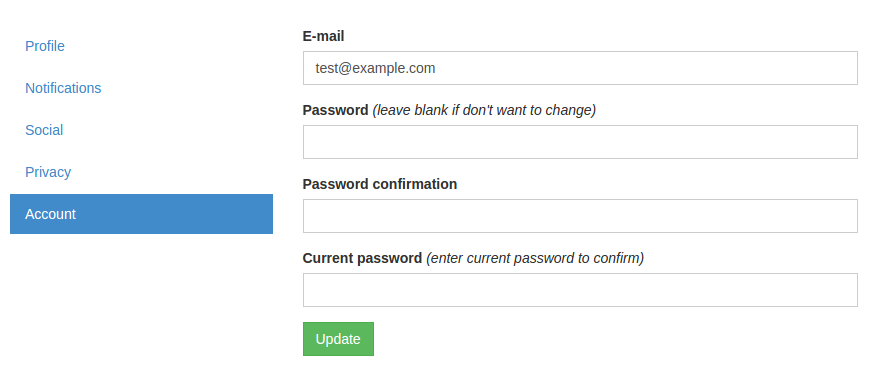 Profile
Notifications
Social
Privacy
Account
E-mail
test@example.com
Password (leave blank if don't want to change)
Password confirmation
Current password (enter current password to confirm)
Update